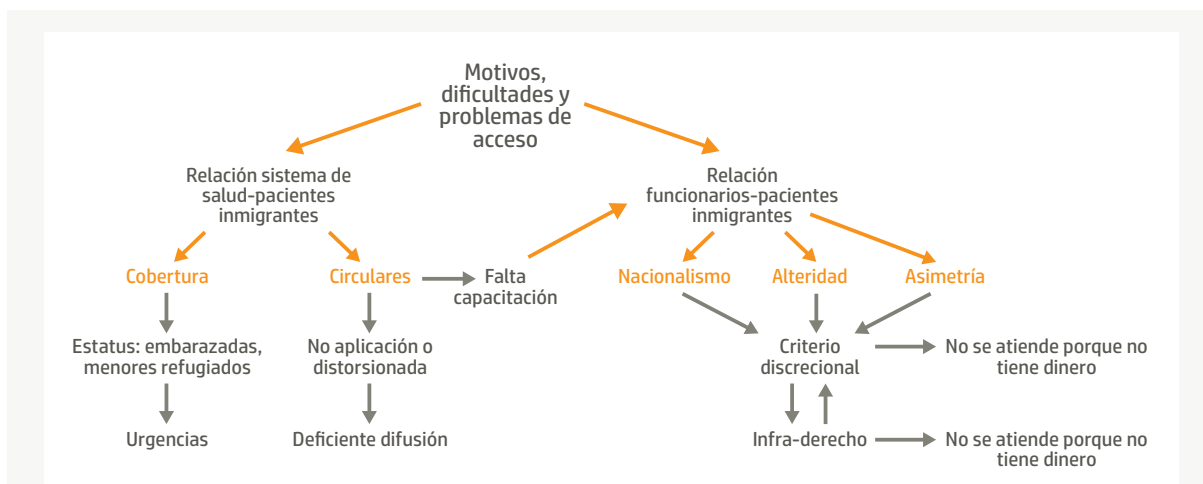 Motivos,
dificultades y
problemas de
acceso
Relación sistema de
salud-pacientes
inmigrantes
Relación
funcionarios-pacientes
inmigrantes
Cobertura
Circulares
Falta
capacitación
Nacionalismo
Alteridad
Asimetría
Estatus: embarazadas,
menores refugiados
No aplicación o
distorsionada
Criterio
discrecional
No se atiende porque no
tiene dinero
Urgencias
Deficiente difusión
Infra-derecho
No se atiende porque no
tiene dinero